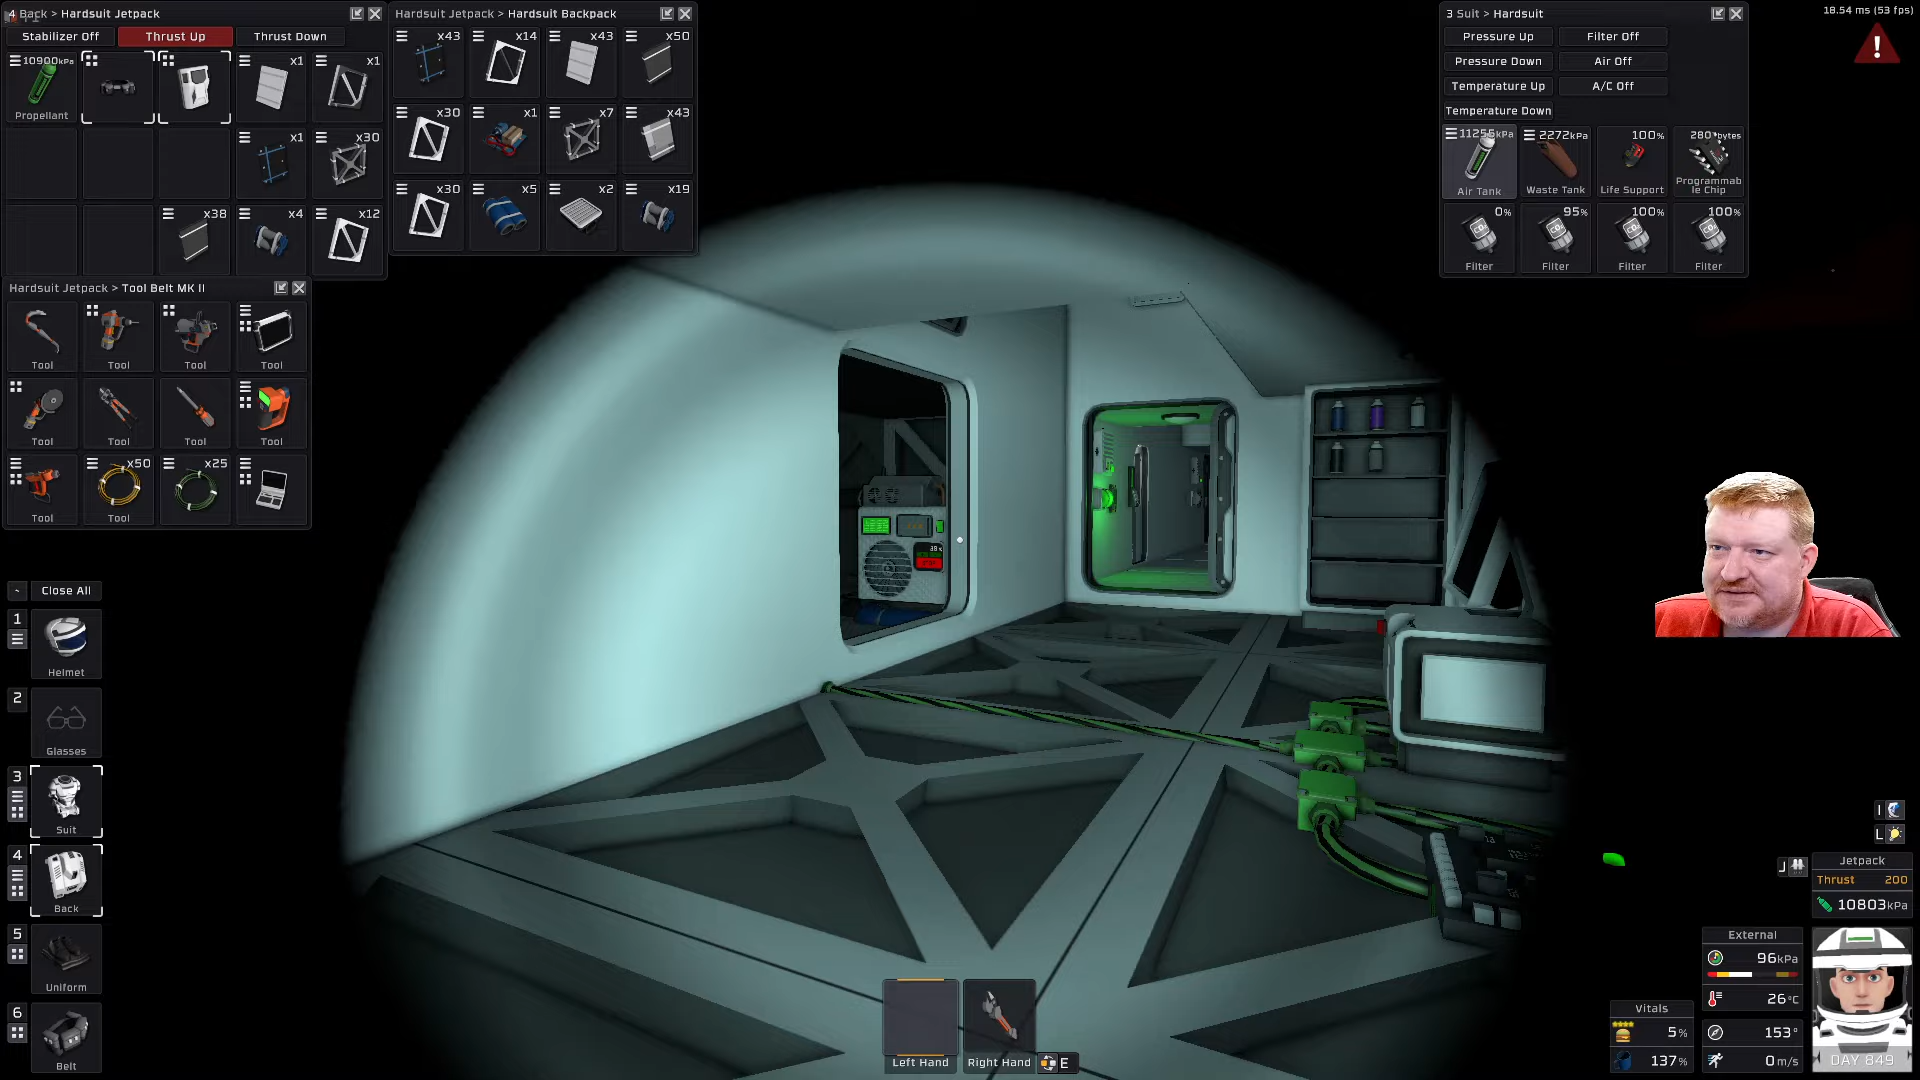 4 Back > Hardsuit Jetpack
Stabilizer Off
Thrust Up
Thrust Down
10900kPa
Propellant
x1
x1
x1
x30
x38
x4
x12
Hardsuit Jetpack > Hardsuit Backpack
x43
x14
x43
x50
x30
x1
x7
x43
x30
x5
x2
x19
Hardsuit Jetpack > Tool Belt MK II
Tool
Tool
Tool
Tool
Tool
Tool
Tool
Tool
x50
x25
Tool
Tool
Tool
~
Close All
1
Helmet
2
Glasses
3
Suit
4
Back
5
Uniform
6
Belt
3 Suit > Hardsuit
Pressure Up
Filter Off
Pressure Down
Air Off
Temperature Up
A/C Off
Temperature Down
11255kPa
2272kPa
100%
280 bytes
Air Tank
Waste Tank
Life Support
Programmab
le Chip
0%
95%
100%
100%
Filter
Filter
Filter
Filter
18.54 ms (53 fps)
Left Hand
Right Hand
E
I
L
J
Jetpack
Thrust 200
10803kPa
External
96kPa
26°C
153°
0m/s
Vitals
5%
137%
DAY 849